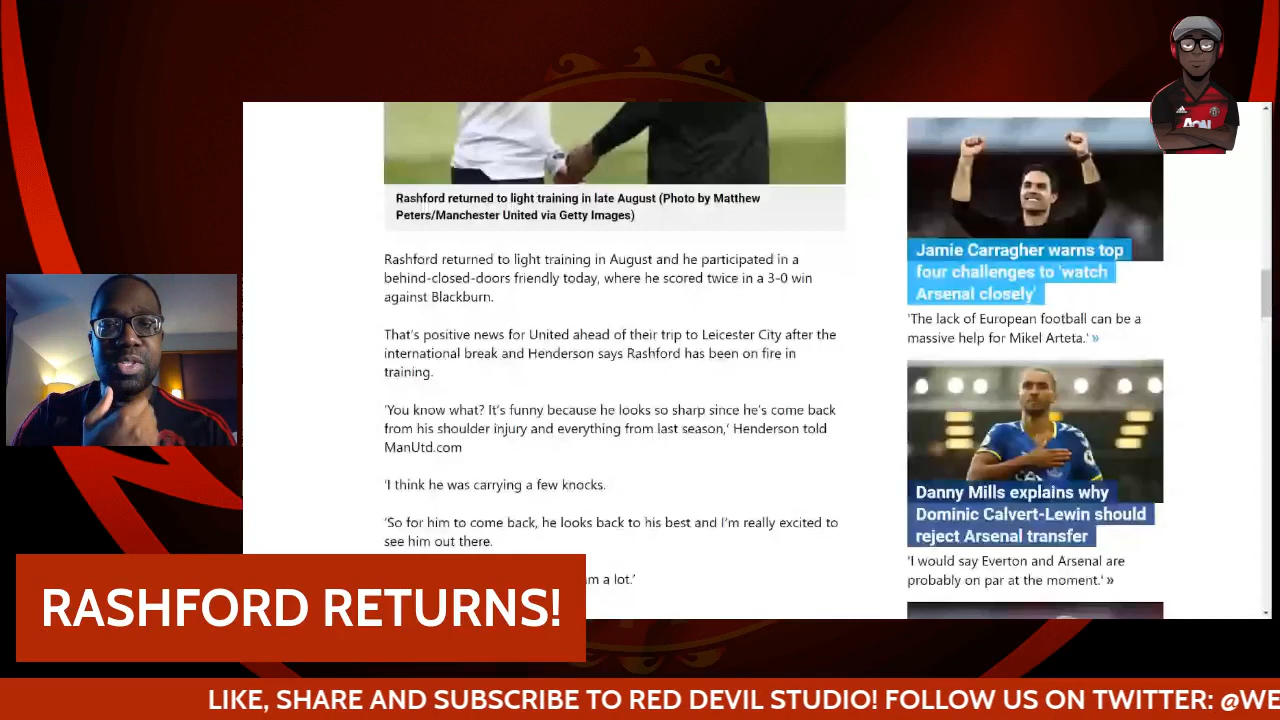 AON
Rashford returned to light training in late August (Photo by Matthew
Peters/Manchester United via Getty Images)
Rashford returned to light training in August and he participated in a
behind-closed-doors friendly today, where he scored twice in a 3-0 win
against Blackburn.
That's positive news for United ahead of their trip to Leicester City after the
international break and Henderson says Rashford has been on fire in
training.
'You know what? It's funny because he looks so sharp since he's come back
from his shoulder injury and everything from last season,' Henderson told
ManUtd.com
'I think he was carrying a few knocks.
'So for him to come back, he looks back to his best and I'm really excited to
see him out there.
am a lot.'
Jamie Carragher warns top
four challenges to 'watch
Arsenal closely'
'The lack of European football can be a
massive help for Mikel Arteta.' »
Danny Mills explains why
Dominic Calvert-Lewin should
reject Arsenal transfer
'I would say Everton and Arsenal are
probably on par at the moment.' »
RASHFORD RETURNS!
LIKE, SHARE AND SUBSCRIBE TO RED DEVIL STUDIO! FOLLOW US ON TWITTER: @WE